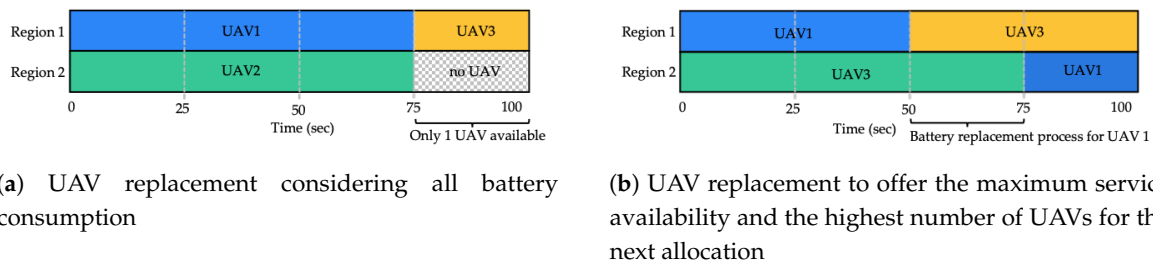 Region 1 UAV1 UAV3
Region 2 UAV2 no UAV
0 25 50 75 100
Time (sec) Only 1 UAV available
(a) UAV replacement considering all battery
consumption
Region 1 UAV1 UAV3
Region 2 UAV3 UAV1
0 25 50 75 100
Time (sec) Battery replacement process for UAV 1
(b) UAV replacement to offer the maximum servic
availability and the highest number of UAVs for th
next allocation